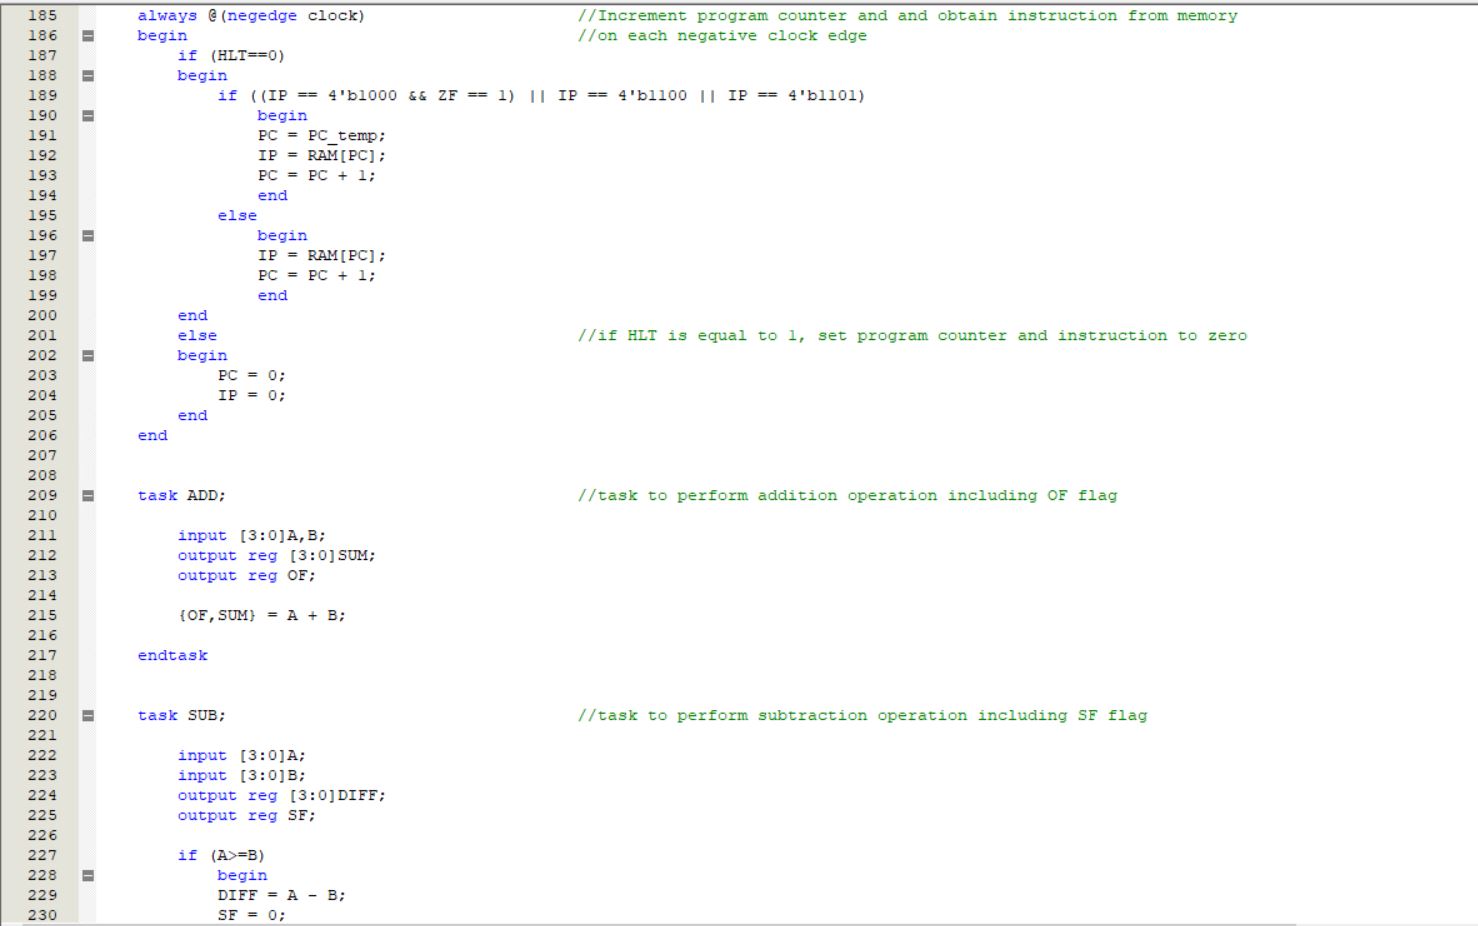 185 always @(negedge clock) //Increment program counter and and obtain instruction from memory
186 begin //on each negative clock edge
187 if (HLT==0)
188 begin
189 if ((IP == 4'b1000 && ZF == 1) || IP == 4'b1100 || IP == 4'b1101)
190 begin
191 PC = PC_temp;
192 IP = RAM[PC];
193 PC = PC + 1;
194 end
195 else
196 begin
197 IP = RAM[PC];
198 PC = PC + 1;
199 end
200 end
201 else //if HLT is equal to 1, set program counter and instruction to zero
202 begin
203 PC = 0;
204 IP = 0;
205 end
206 end
207
208
209 task ADD; //task to perform addition operation including OF flag
210
211 input [3:0]A,B;
212 output reg [3:0]SUM;
213 output reg OF;
214
215 {OF,SUM} = A + B;
216
217 endtask
218
219
220 task SUB; //task to perform subtraction operation including SF flag
221
222 input [3:0]A;
223 input [3:0]B;
224 output reg [3:0]DIFF;
225 output reg SF;
226
227 if (A>=B)
228 begin
229 DIFF = A - B;
230 SF = 0;